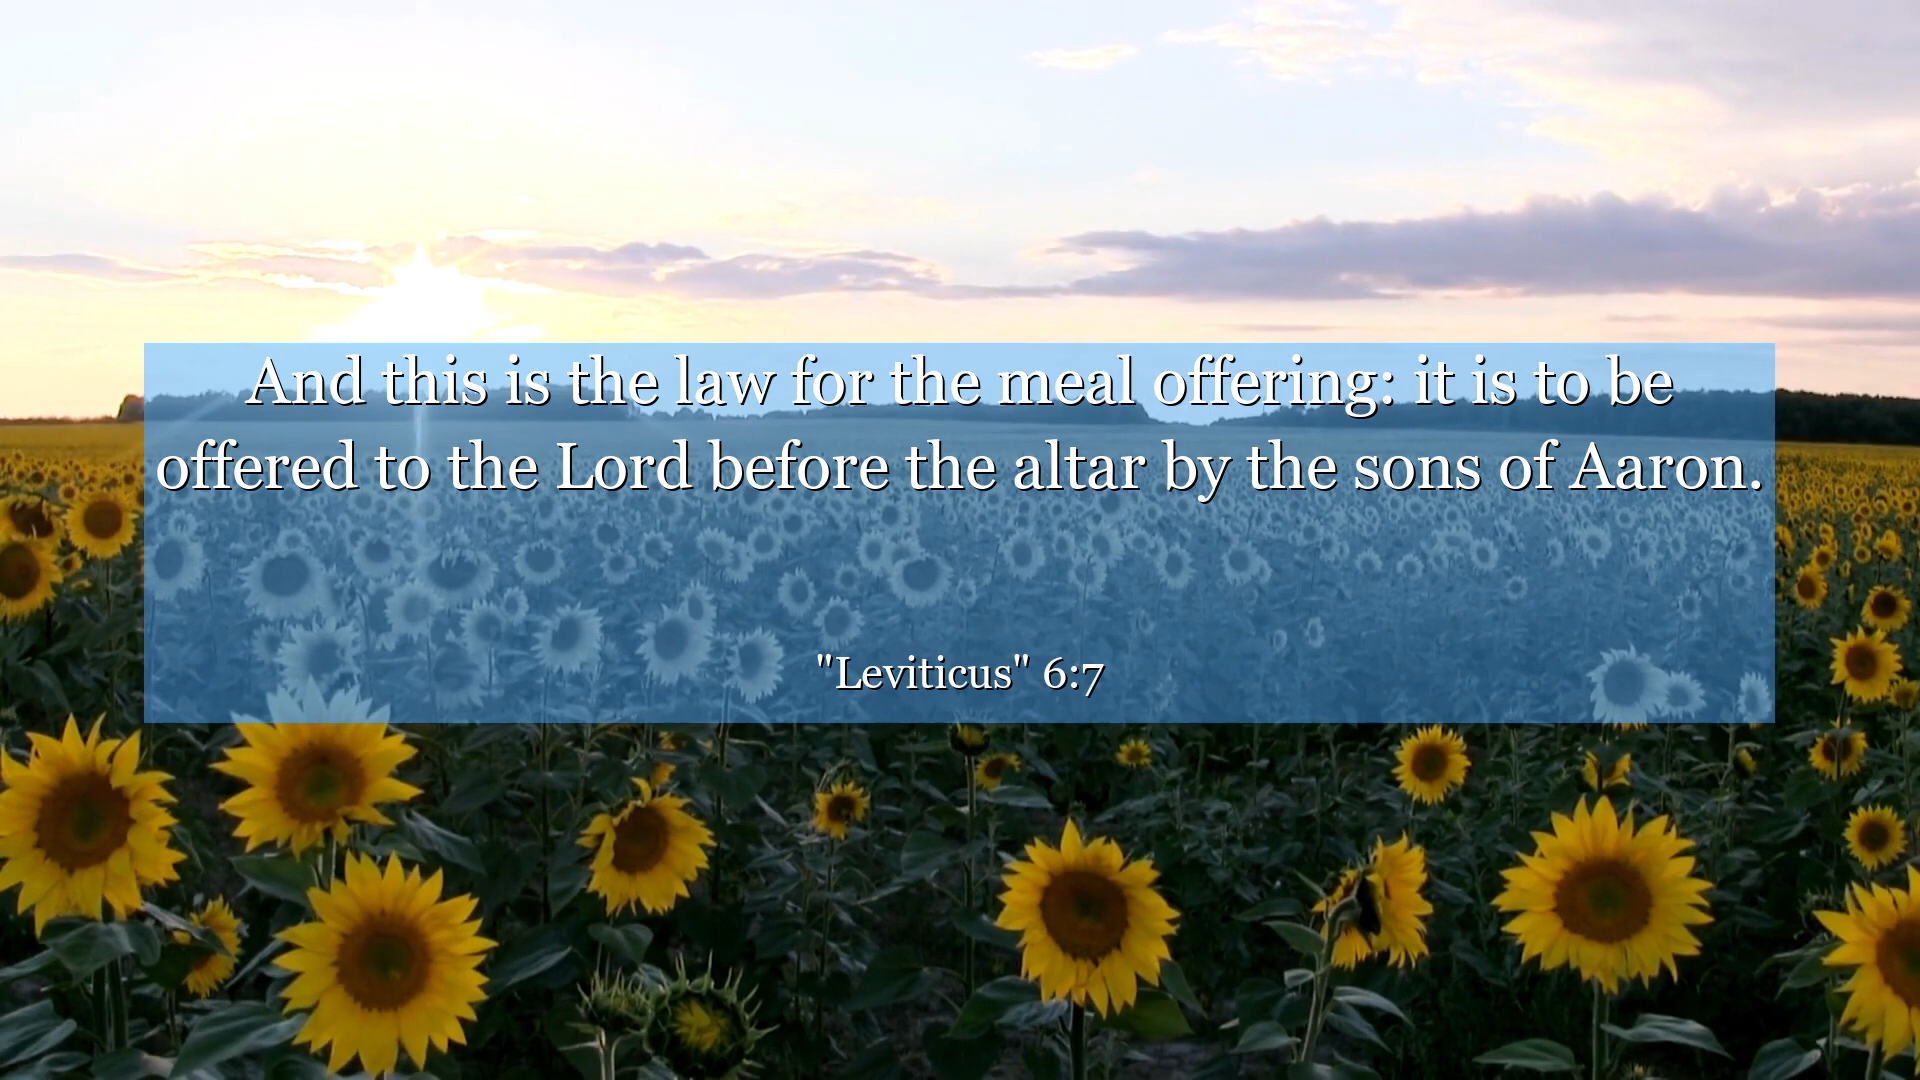 And this is the law for the meal offering: it is to be
offered to the Lord before the altar by the sons of Aaron.
"Leviticus" 6:7